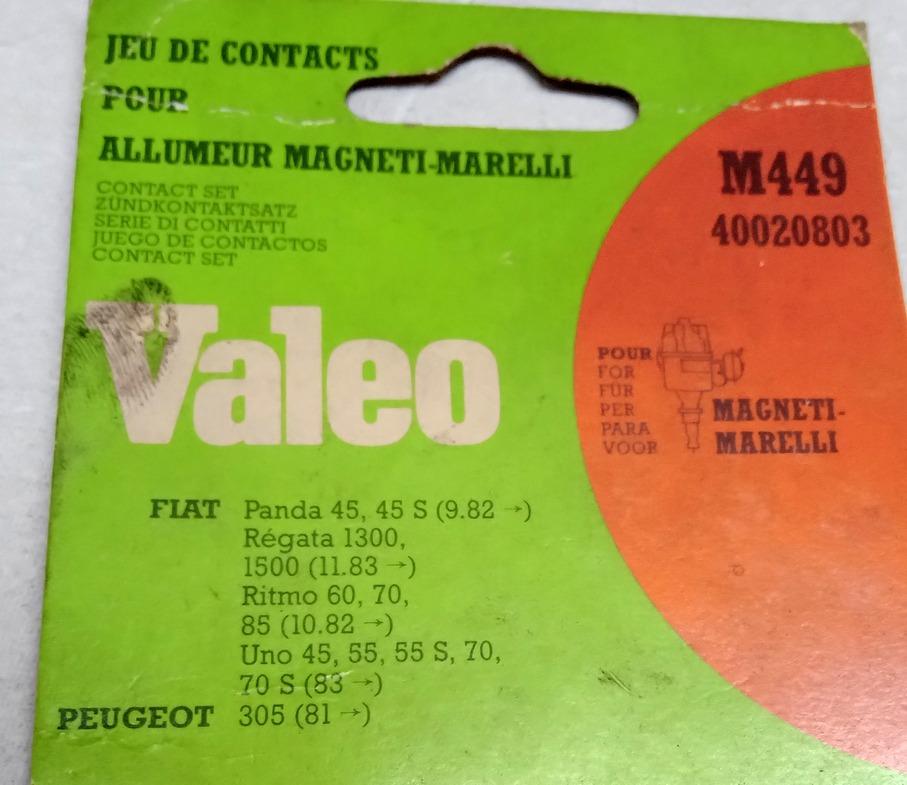 JEU DE CONTACTS
POUR
ALLUMEUR MAGNETI-MARELLI
CONTACT SET
ZÜNDKONTAKTSATZ
SERIE DI CONTATTI
JUEGO DE CONTACTOS
CONTACT SET
M449
40020803
Valeo
POUR
FOR
FÜR
PER
PARA
VOOR
MAGNETI-
MARELLI
FIAT Panda 45, 45 S (9.82 →)
Régata 1300,
1500 (11.83 →)
Ritmo 60, 70,
85 (10.82 →)
Uno 45, 55, 55 S, 70,
70 S (83 →)
PEUGEOT 305 (81 →)